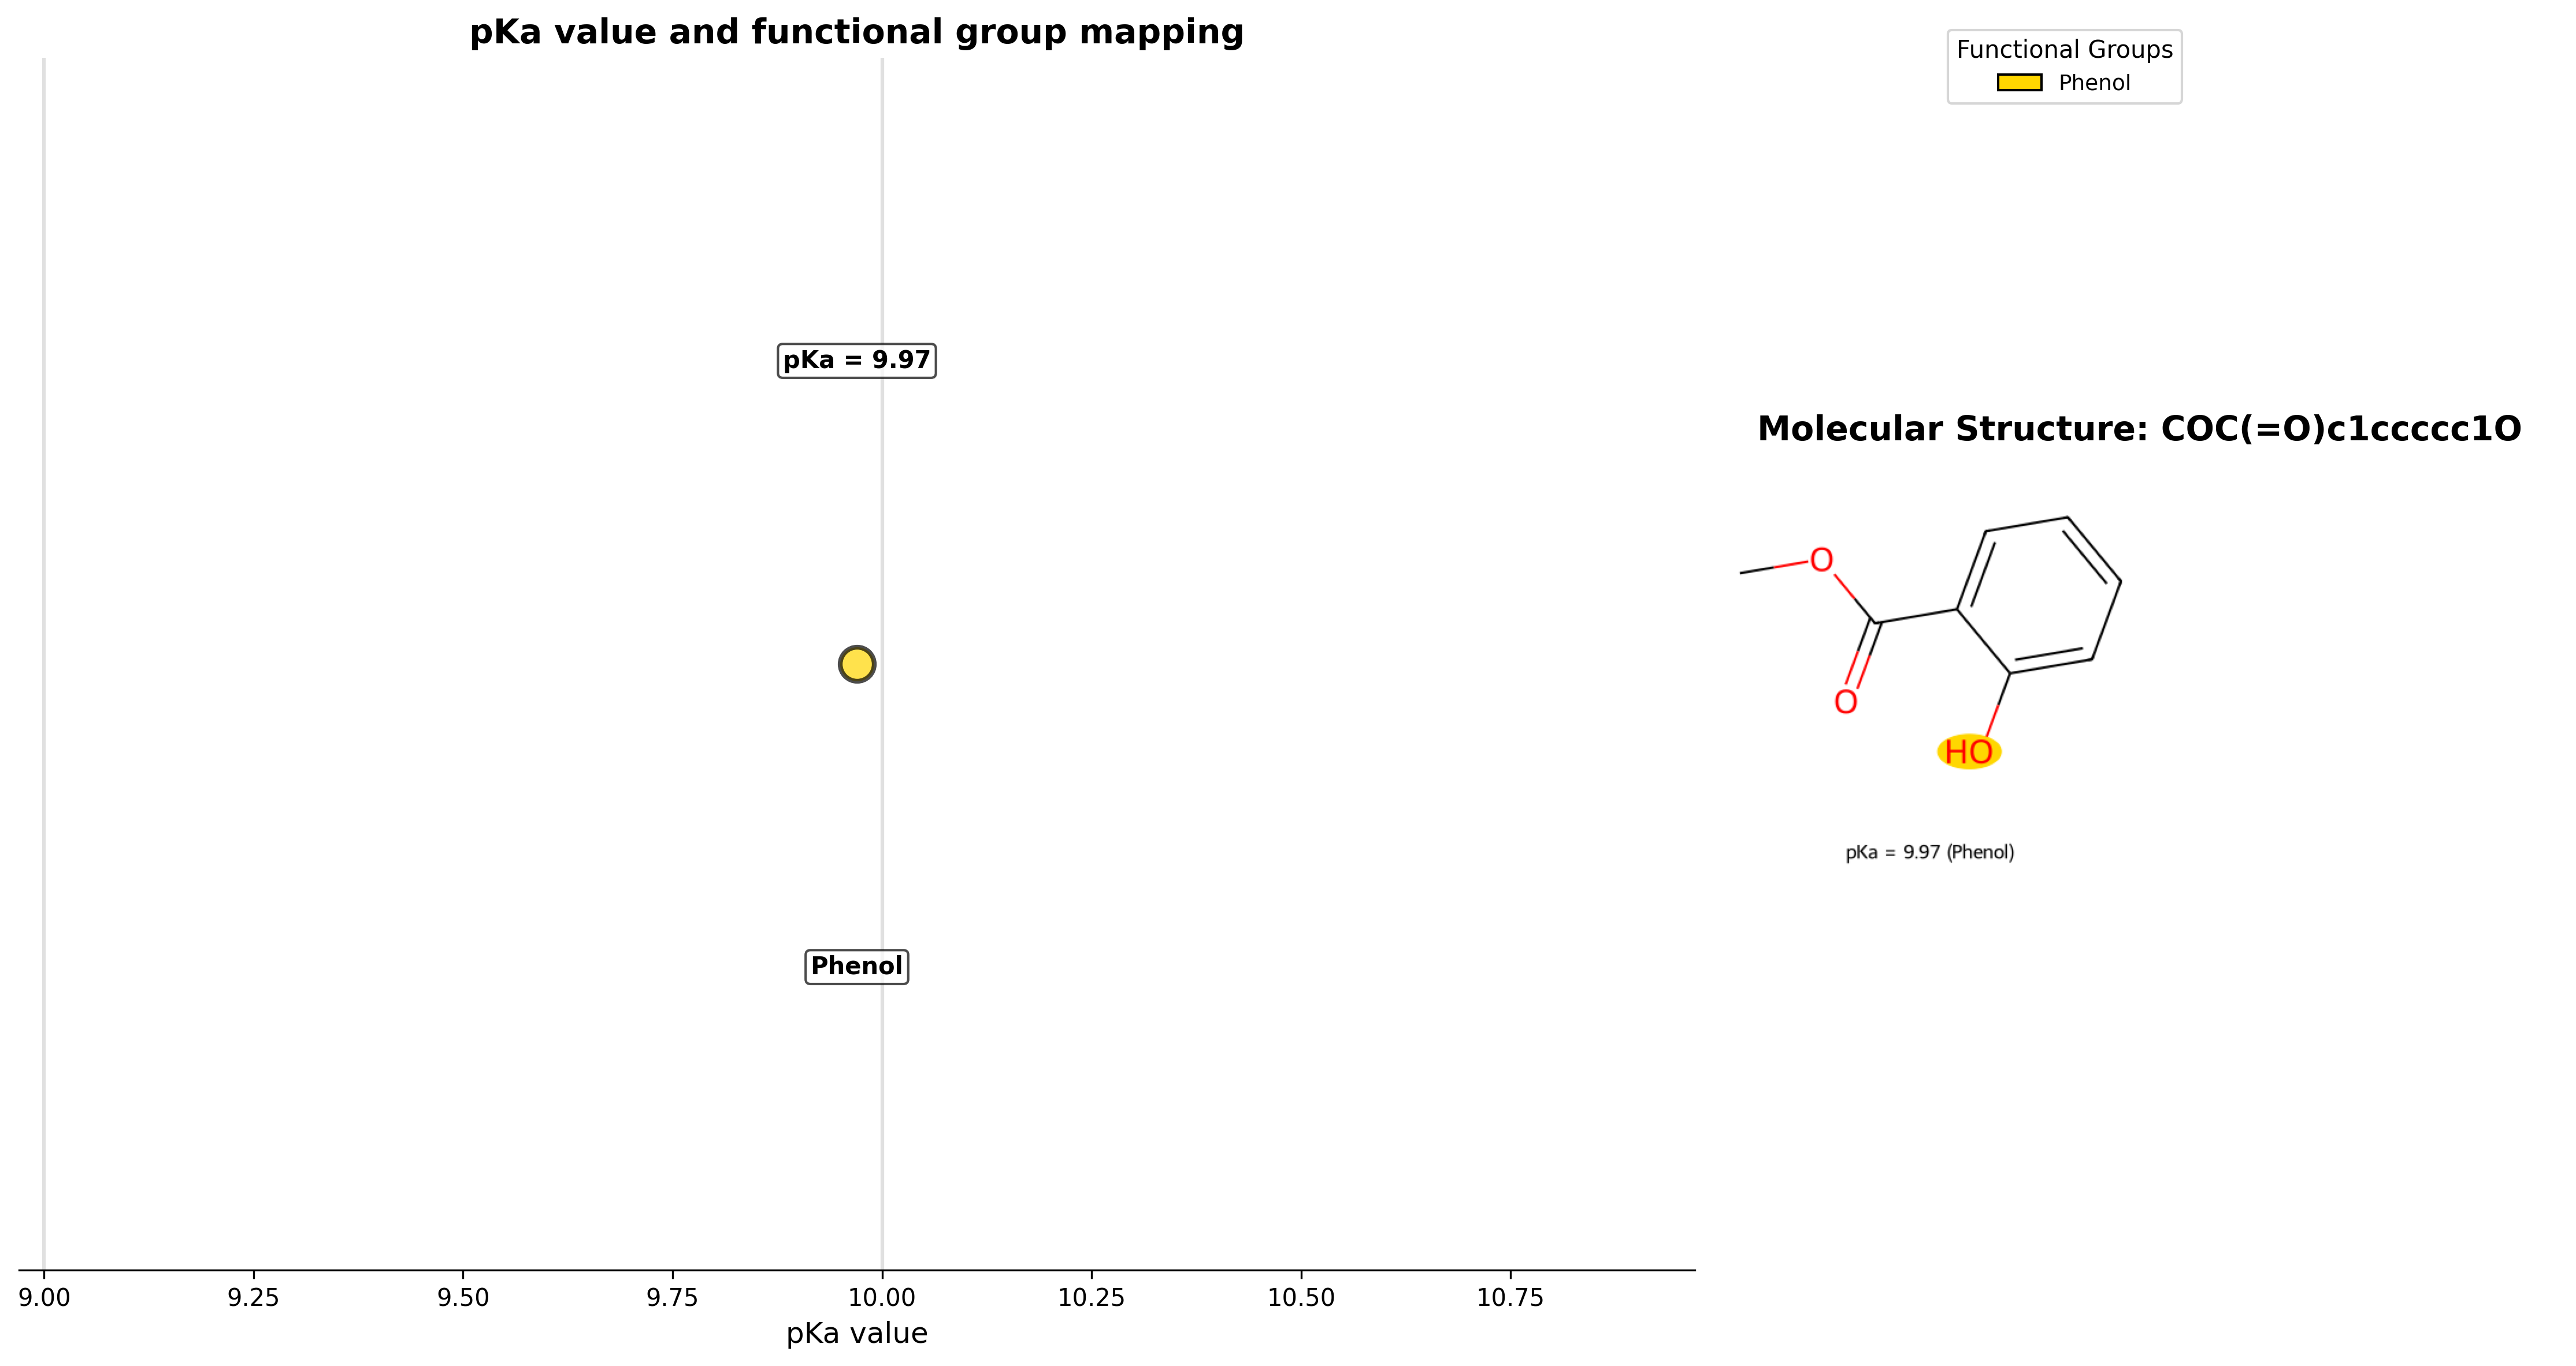 pKa value and functional group mapping
Functional Groups
Phenol
pKa = 9.97
Molecular Structure: COC(=O)c1ccccc1O
O
O
HO
pKa = 9.97 (Phenol)
Phenol
9.00 9.25 9.50 9.75 10.00 10.25 10.50 10.75
pKa value